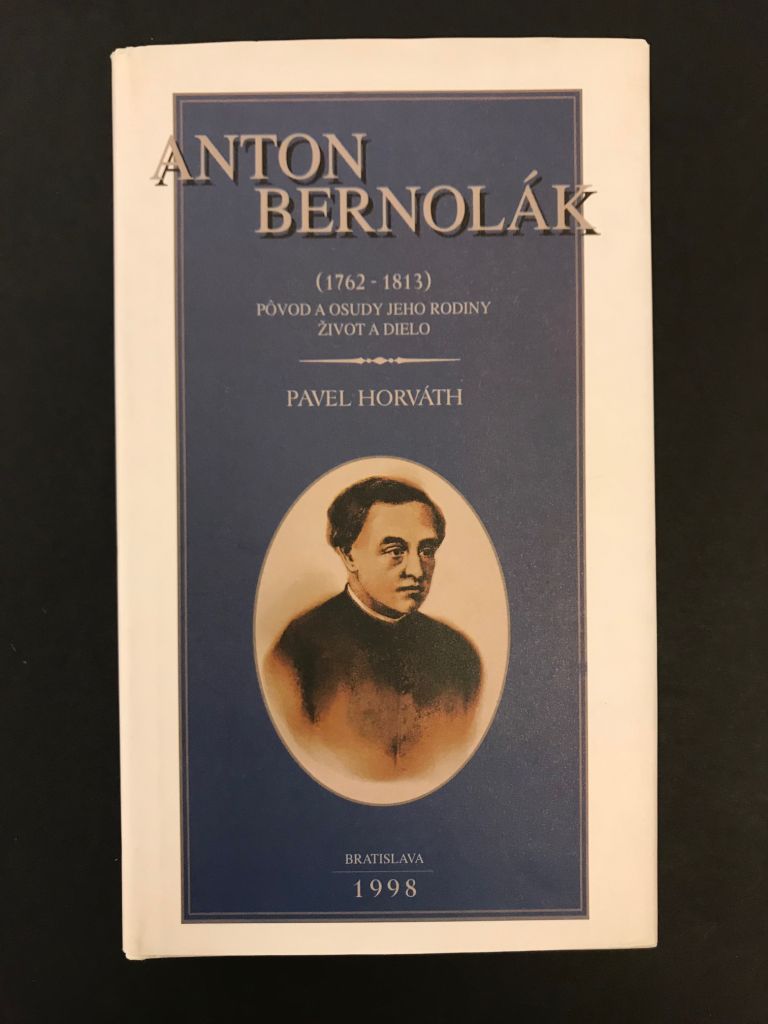 ANTON
BERNOLÁK
(1762 - 1813)
PÔVOD A OSUDY JEHO RODINY
ŽIVOT A DIELO
PAVEL HORVÁTH
BRATISLAVA
1998